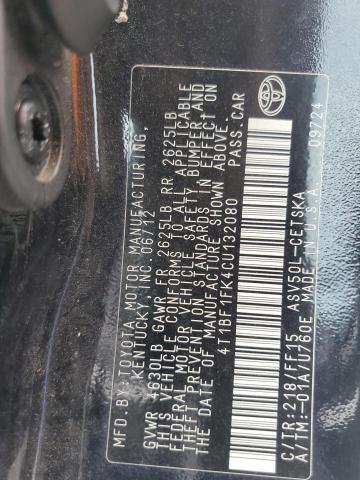 MFD.BY:TOYOTA MOTOR MANUFACTURING,
KENTUCKY, INC. 06/12
GVWR 4630LB GAWR FR 2625LB RR 2625LB
THIS VEHICLE CONFORMS TO ALL APPLICABLE
FEDERAL MOTOR VEHICLE SAFETY BUMPER AND
THEFT PREVENTION STANDARDS IN EFFECT ON
THE DATE OF MANUFACTURE SHOWN ABOVE.
4T1BF1FK4CU132080 PASS.CAR
C/TR:218/FF15 ASV50L-CETSKA
A/TM:-01A/U760E U.S.A. 09724